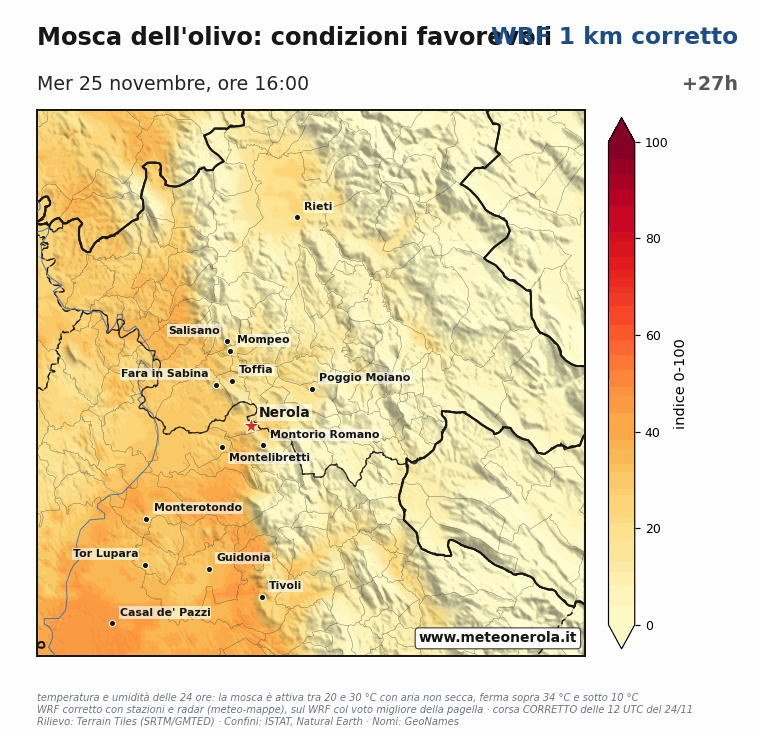 Mosca dell'olivo: condizioni favorevoli WRF 1 km corretto
Mer 25 novembre, ore 16:00 +27h
Rieti
Salisano
Mompeo
Fara in Sabina
Toffia
Poggio Moiano
Nerola
Montorio Romano
Montelibretti
Monterotondo
Tor Lupara
Guidonia
Tivoli
Casal de' Pazzi
www.meteonerola.it
100
80
60
40
20
0
indice 0-100
temperatura e umidità delle 24 ore: la mosca è attiva tra 20 e 30 °C con aria non secca, ferma sopra 34 °C e sotto 10 °C
WRF corretto con stazioni e radar (meteo-mappe), sul WRF col voto migliore della pagella · corsa CORRETTO delle 12 UTC del 24/11
Rilievo: Terrain Tiles (SRTM/GMTED) · Confini: ISTAT, Natural Earth · Nomi: GeoNames